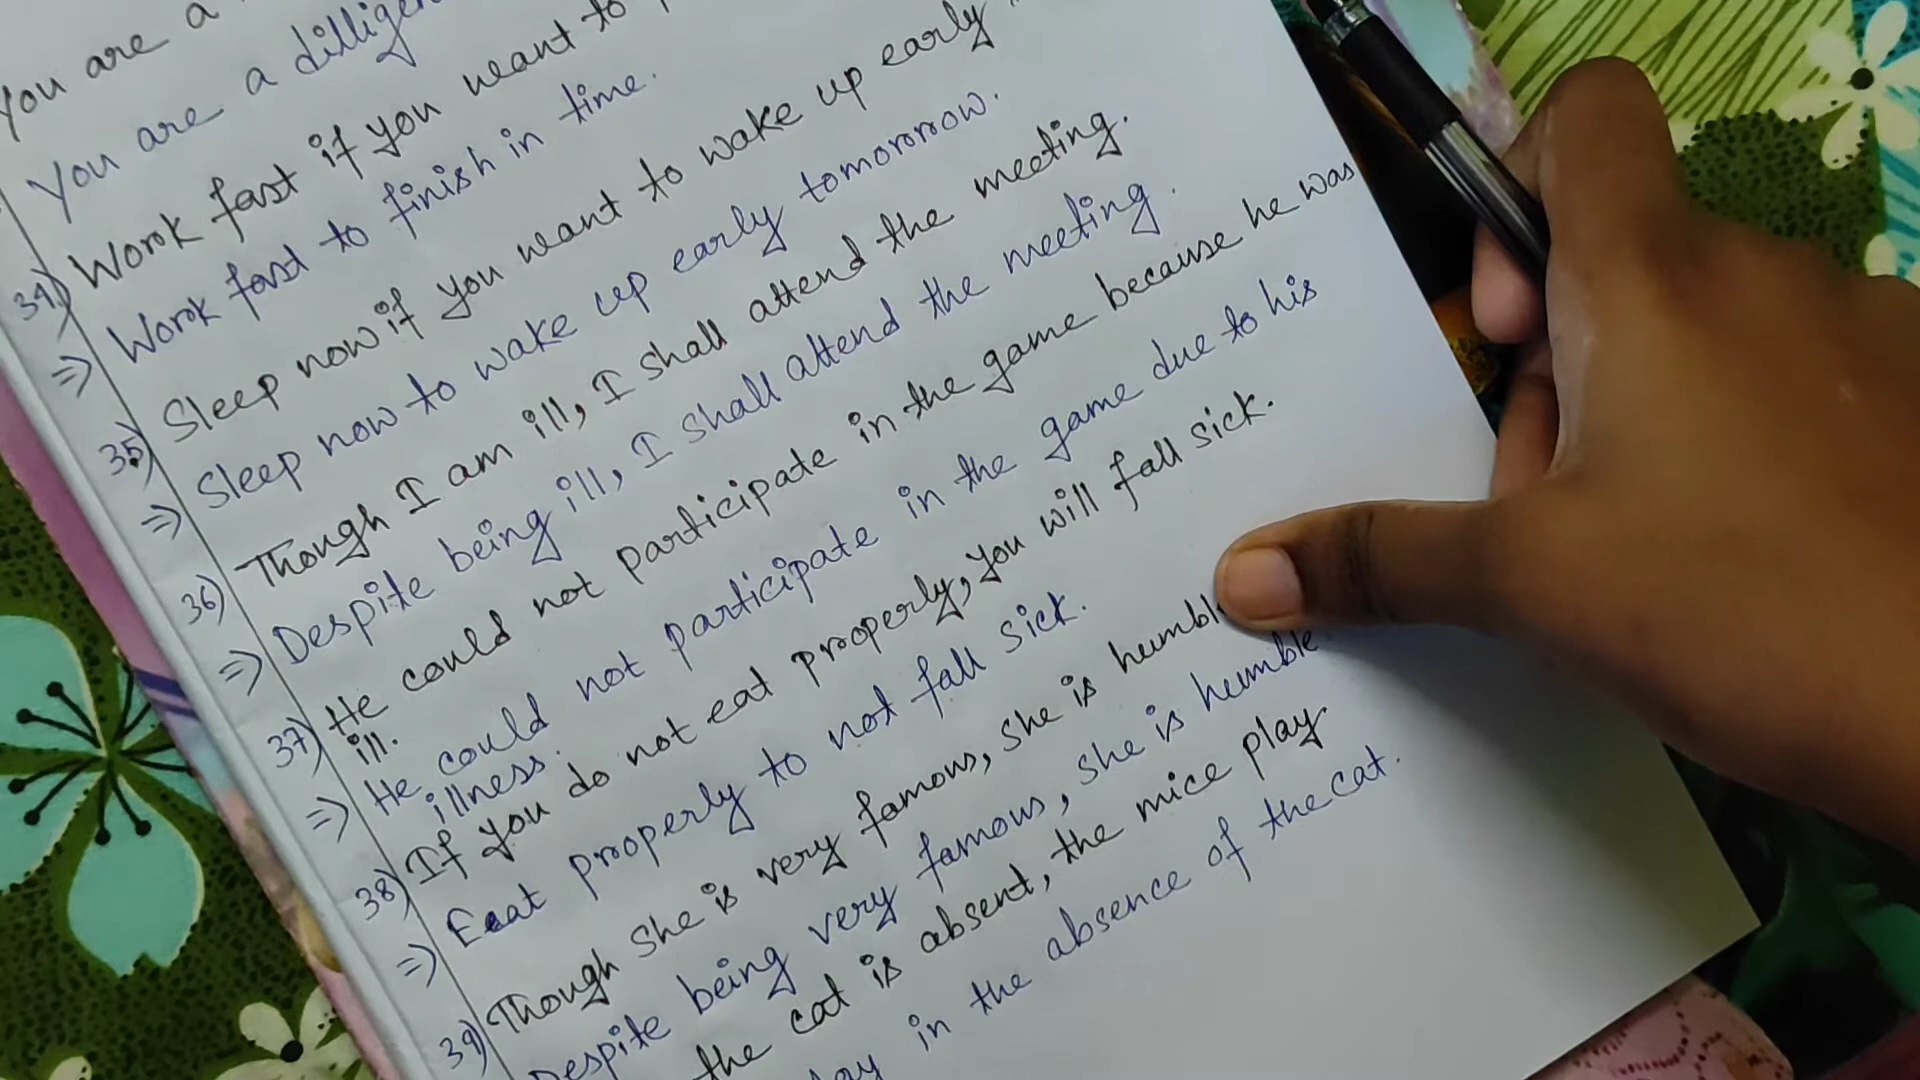 You are a
You are a dillige
34) Work fast if you want to
=> Work fast to finish in time.
35) Sleep now if you want to wake up early
=> Sleep now to wake up early tomorrow.
36) Though I am ill, I shall attend the meeting.
=> Despite being ill, I shall attend the meeting.
37) He could not participate in the game because he was
ill.
=> He could not participate in the game due to his
illness.
38) If you do not eat properly, you will fall sick.
=> Eat properly to not fall sick.
39) Though she is very famous, she is humble
Despite being very famous, she is humble
the cat is absent, the mice play.
in the absence of the cat.